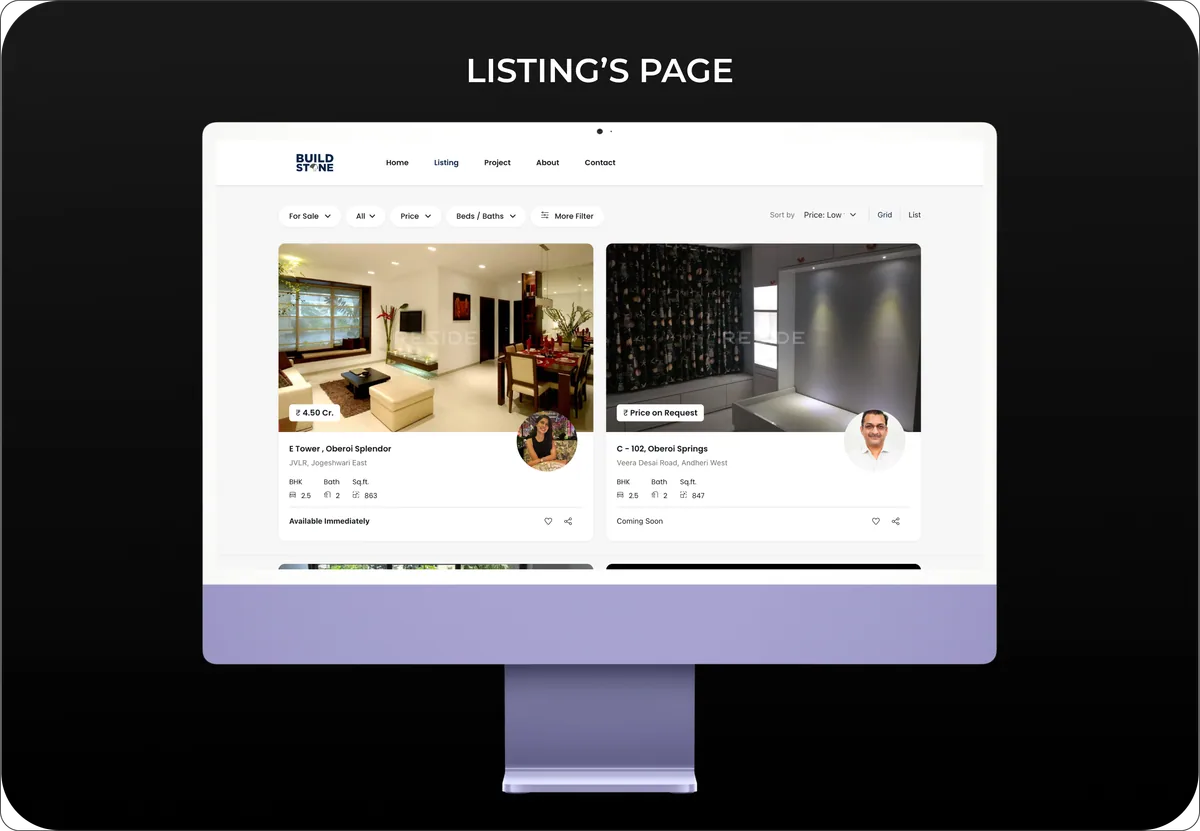 LISTING’S PAGE
BUILD
STONE
Home Listing Project About Contact
For Sale All Price Beds / Baths More Filter Sort by Price: Low Grid List
RESIDE
₹ 4.50 Cr.
E Tower , Oberoi Splendor
JVLR, Jogeshwari East
BHK Bath Sq.ft.
2.5 2 863
Available Immediately
RESIDE
₹ Price on Request
C - 102, Oberoi Springs
Veera Desai Road, Andheri West
BHK Bath Sq.ft.
2,5 2 847
Coming Soon